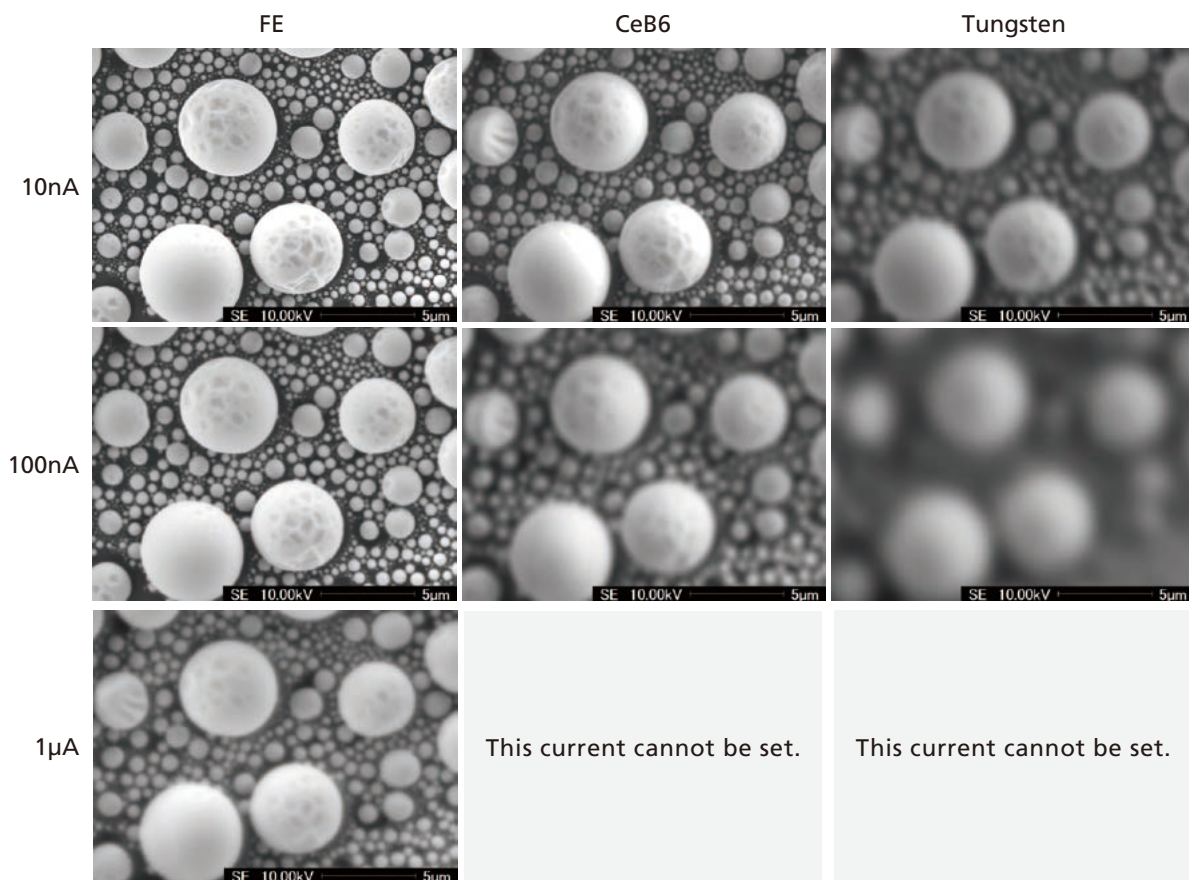 FE CeB6 Tungsten
10nA
SE 10.00kV 5µm
SE 10.00kV 5µm
SE 10.00kV 5µm
100nA
SE 10.00kV 5µm
SE 10.00kV 5µm
SE 10.00kV 5µm
1µA
This current cannot be set.
This current cannot be set.
SE 10.00kV 5µm